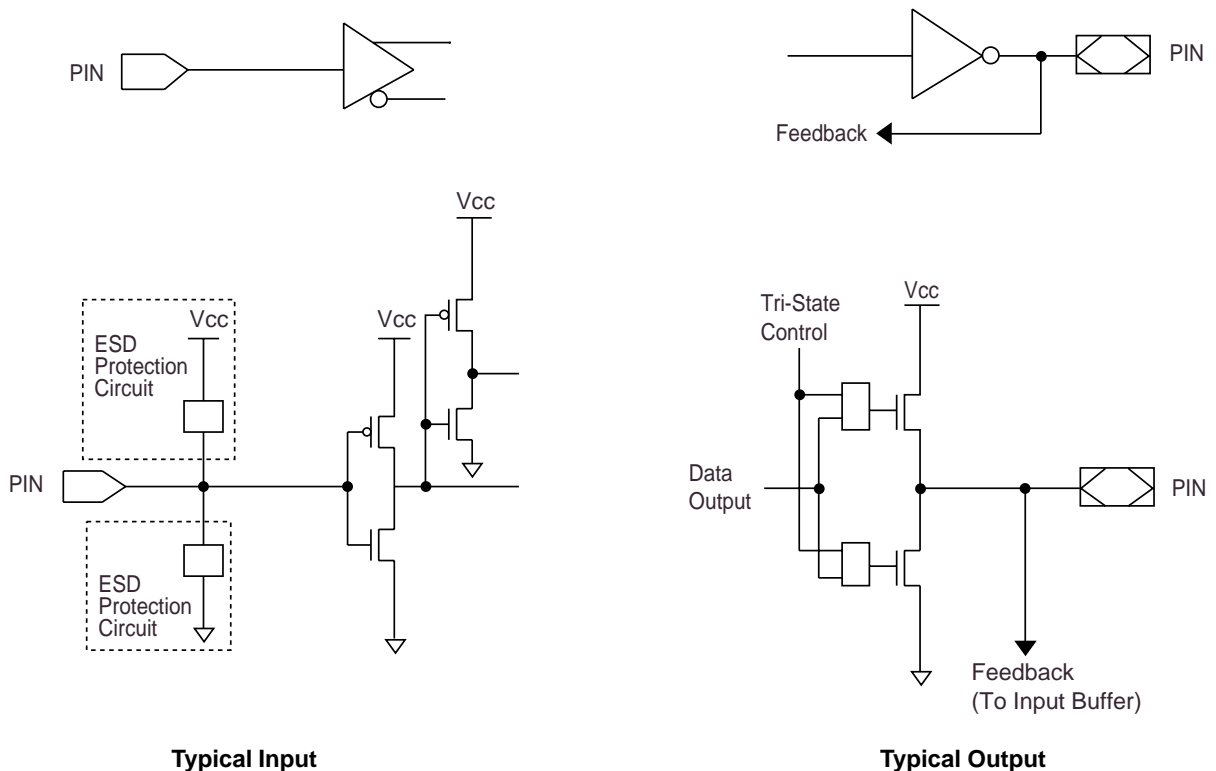 PIN
PIN
Feedback
Vcc
Vcc
Vcc
ESD
Protection
Circuit
PIN
ESD
Protection
Circuit
Tri-State
Control
Vcc
Data
Output
PIN
Feedback
(To Input Buffer)
Typical Input
Typical Output